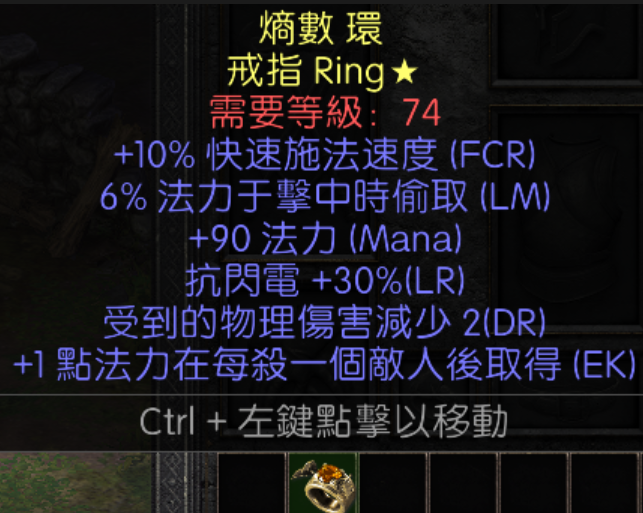 熵數 環
戒指 Ring★
需要等級：74
+10% 快速施法速度 (FCR)
6% 法力于擊中時偷取 (LM)
+90 法力 (Mana)
抗閃電 +30%(LR)
受到的物理傷害減少 2(DR)
+1 點法力在每殺一個敵人後取得 (EK)
Ctrl + 左鍵點擊以移動